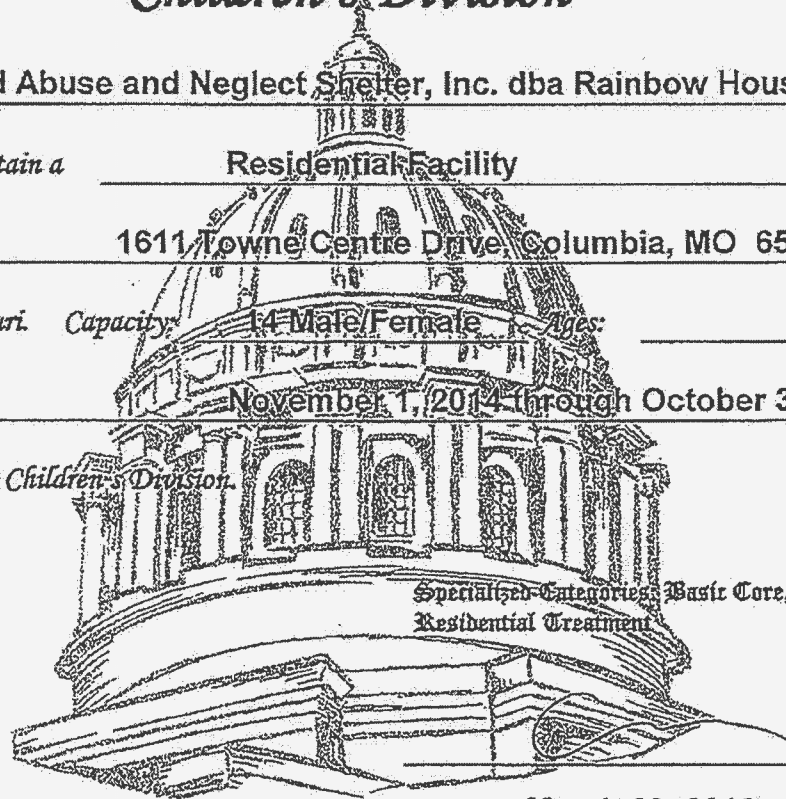 Children's Division
d Abuse and Neglect Shelter, Inc. dba Rainbow Hous
tain a Residential Facility
1611 Towne Centre Drive, Columbia, MO 65
uri. Capacity: 14 Male/Female Ages:
November 1, 2014 through October 3
Children's Division.
Specialized Categories: Basic Core,
Residential Treatment